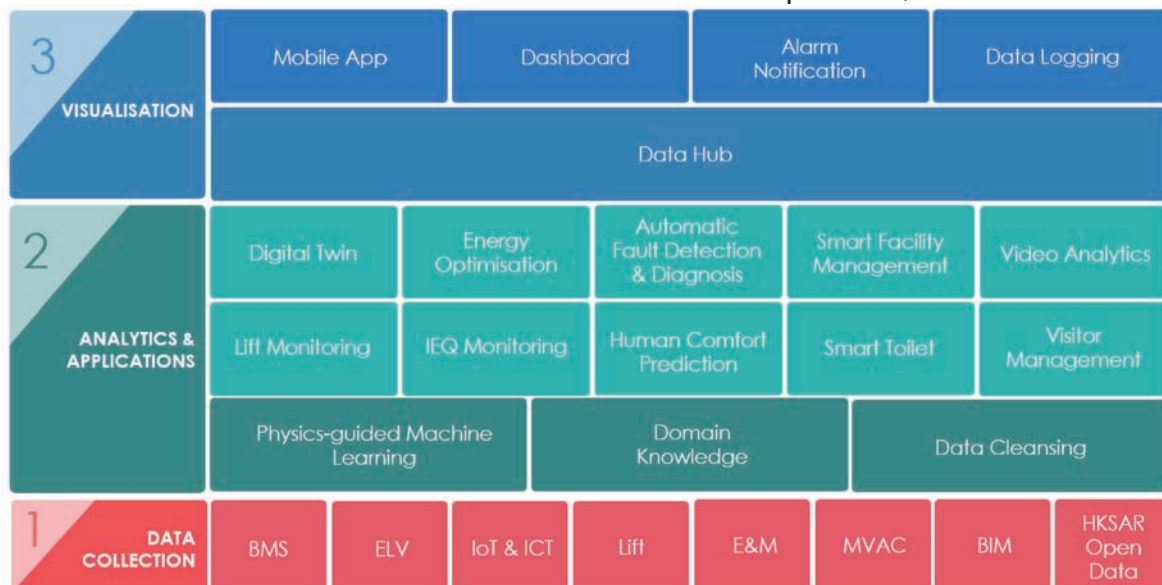 3
VISUALISATION
Mobile App
Dashboard
Alarm
Notification
Data Logging
Data Hub
2
ANALYTICS &
APPLICATIONS
Digital Twin
Energy
Optimisation
Automatic
Fault Detection
& Diagnosis
Smart Facility
Management
Video Analytics
Lift Monitoring
IEQ Monitoring
Human Comfort
Prediction
Smart Toilet
Visitor
Management
Physics-guided Machine
Learning
Domain
Knowledge
Data Cleansing
1
DATA
COLLECTION
BMS
ELV
IoT & ICT
Lift
E&M
MVAC
BIM
HKSAR
Open
Data